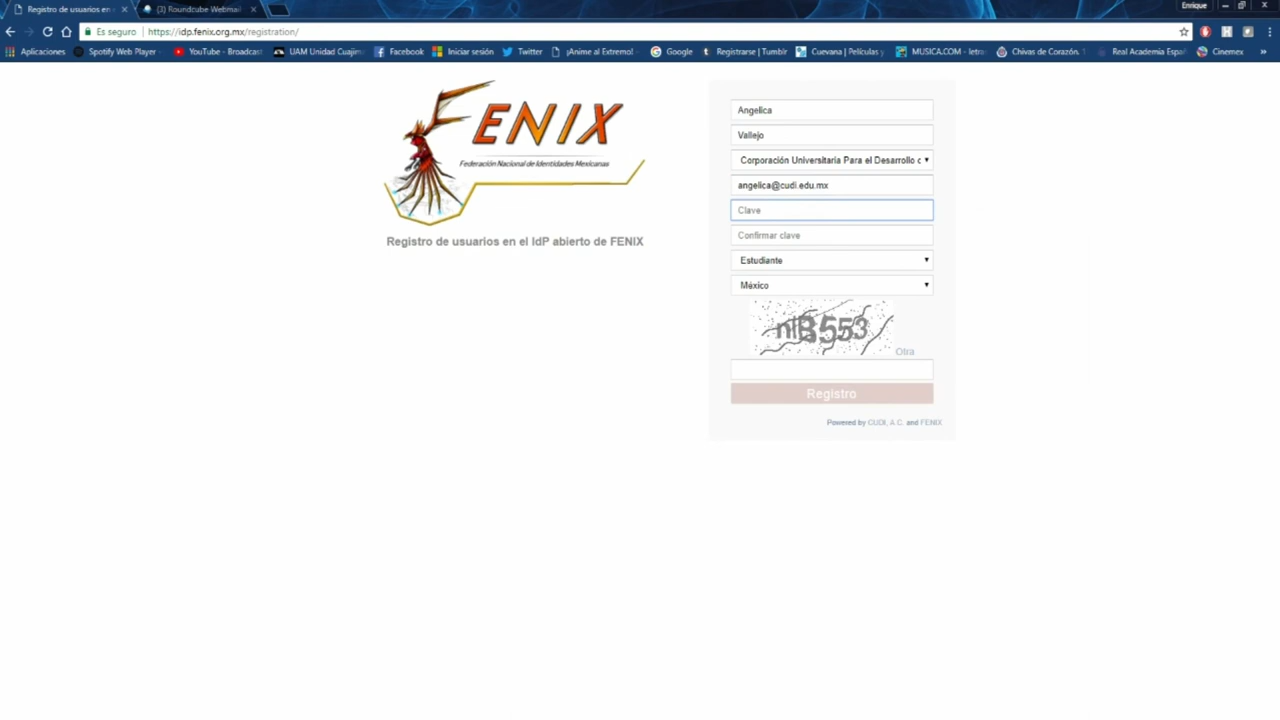 Registro de usuarios en
(3) Roundcube Webmail
Enrique
Es seguro
https://idp.fenix.org.mx/registration/
Aplicaciones
Spotify Web Player
YouTube - Broadcast
UAM Unidad Cuajim
Facebook
Iniciar sesión
Twitter
¡Anime al Extremo!
Google
Registrarse | Tumblr
Cuevana | Películas y
MUSICA.COM - letra
Chivas de Corazón.
Real Academia Espa
Cinemex
»
FENIX
Federación Nacional de Identidades Mexicanas
Registro de usuarios en el IdP abierto de FENIX
Angelica
Vallejo
Corporación Universitaria Para el Desarrollo
angelica@cudi.edu.mx
Clave
Confirmar clave
Estudiante
México
nIB553
Otra
Registro
Powered by CUDI, A.C. and FENIX